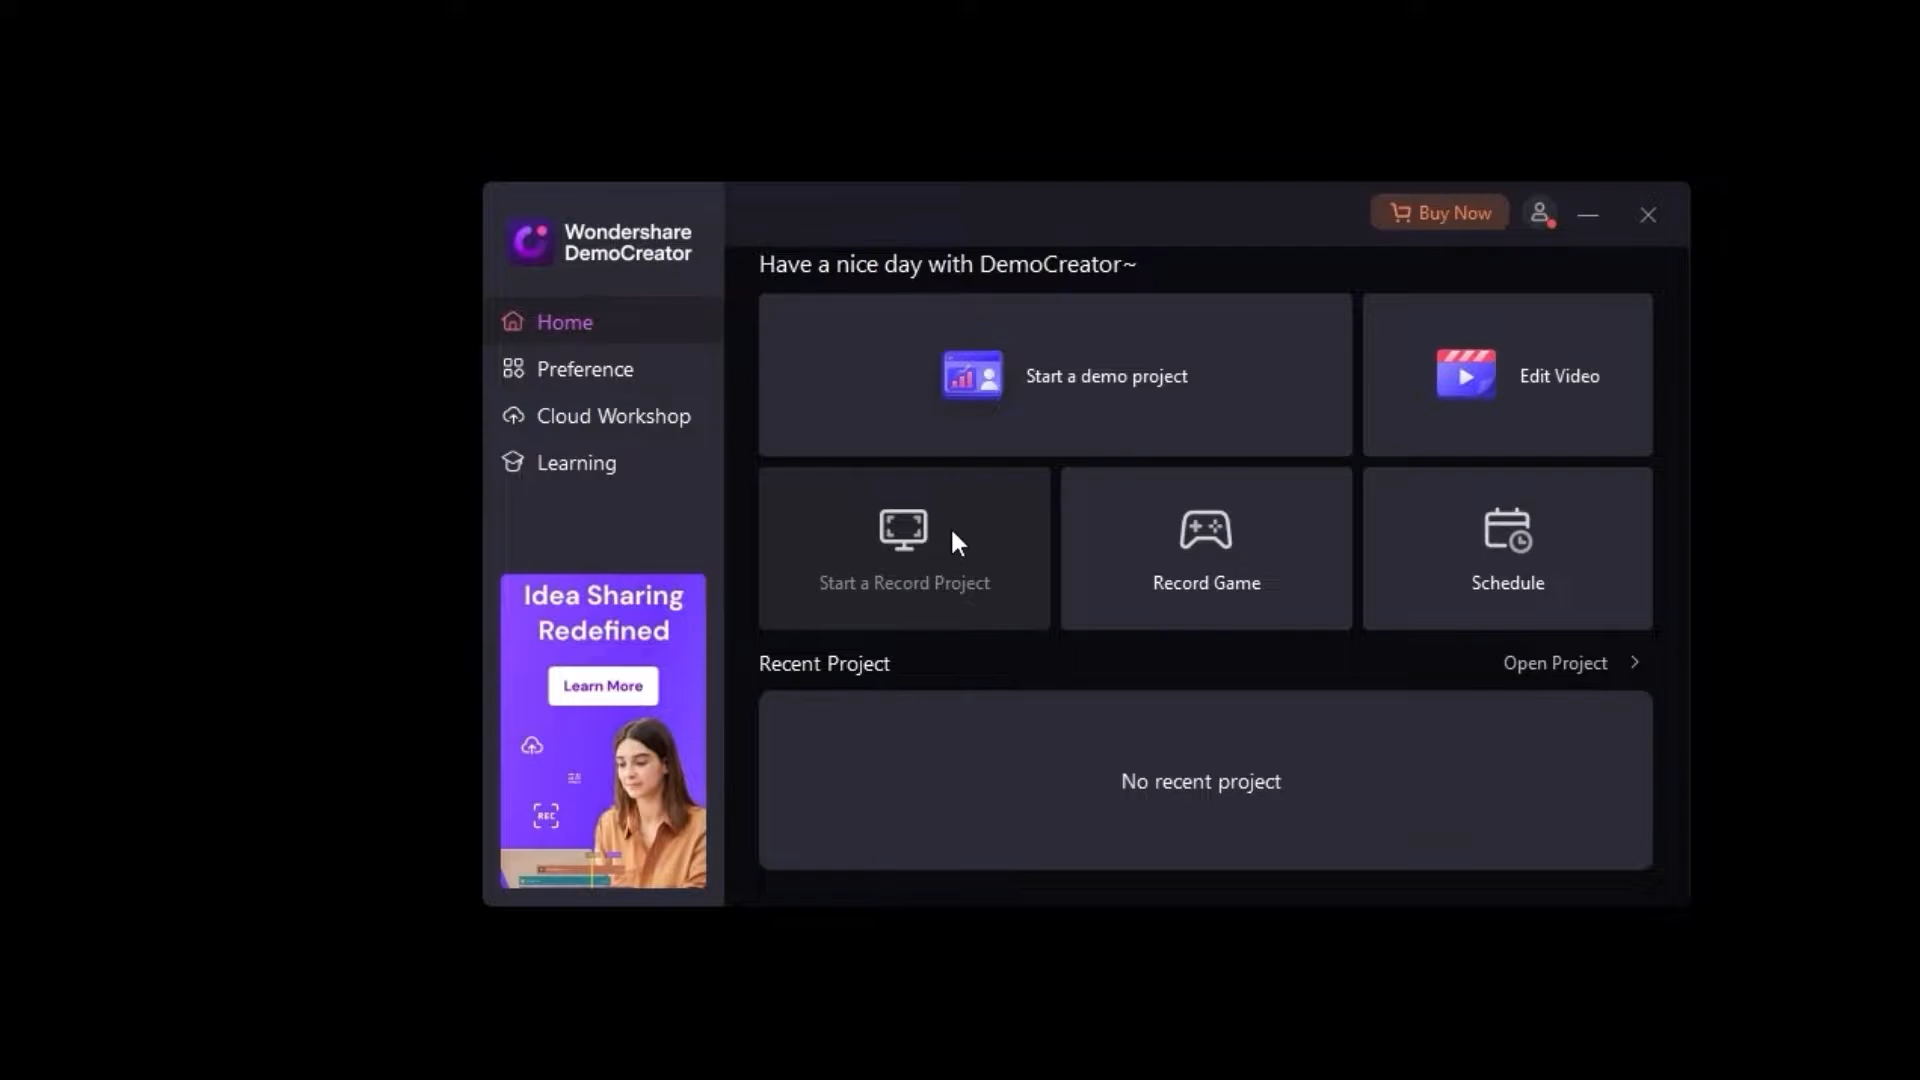 Wondershare
DemoCreator
Home
Preference
Cloud Workshop
Learning
Idea Sharing
Redefined
Learn More
REC
Buy Now
Have a nice day with DemoCreator~
Start a demo project
Edit Video
Start a Record Project
Record Game
Schedule
Recent Project
Open Project
No recent project